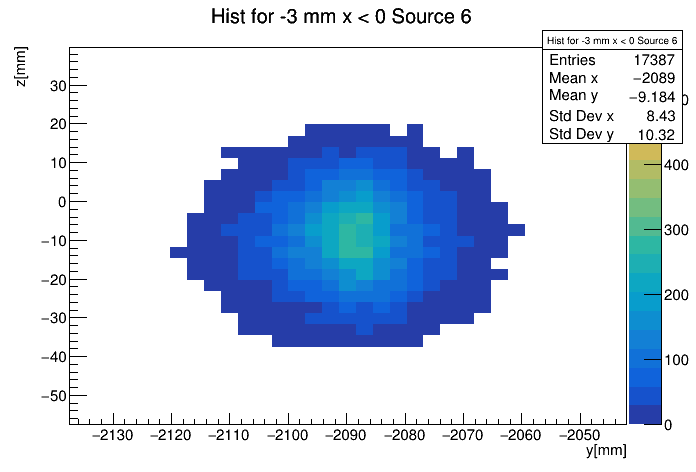 Hist for -3 mm x < 0 Source 6
z[mm]
Hist for -3 mm x < 0 Source 6
Entries 17387
Mean x −2089
Mean y −9.184
Std Dev x 8.43
Std Dev y 10.32
30
20
10
0
−10
−20
−30
−40
−50
0
400
300
200
100
0
−2130 −2120 −2110 −2100 −2090 −2080 −2070 −2060 −2050
y[mm]